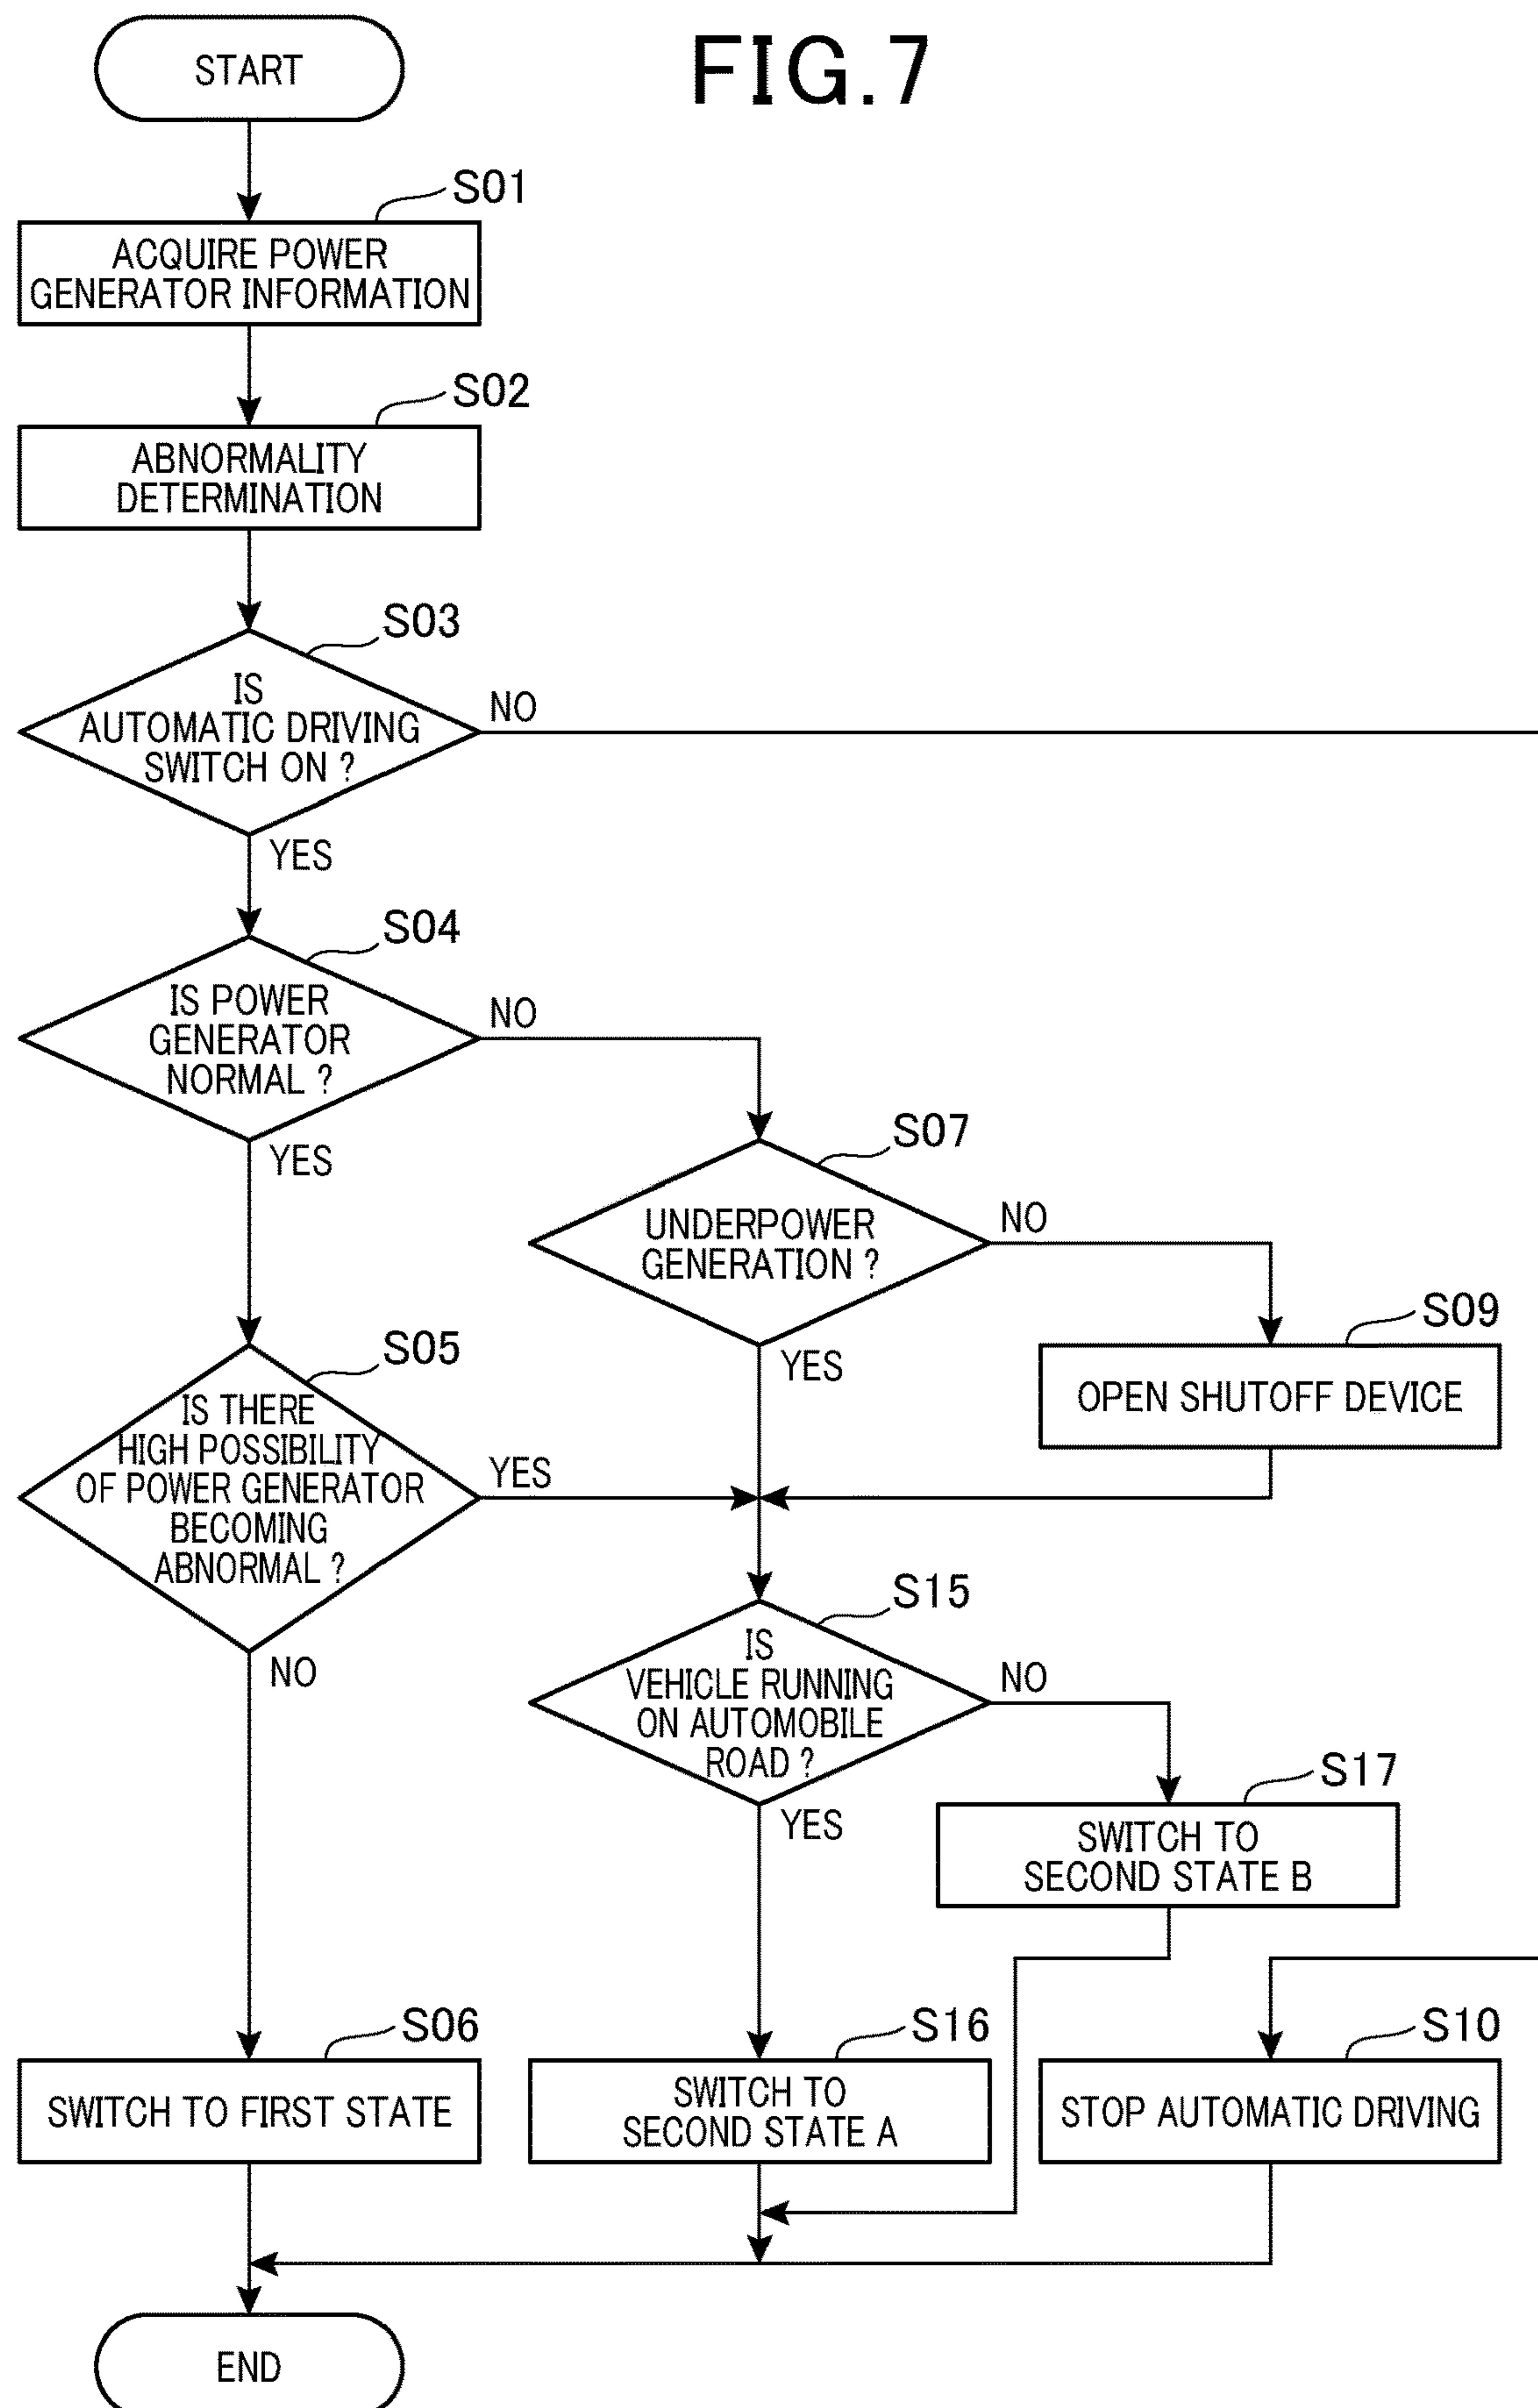 START
FIG.7
S01
ACQUIRE POWER
GENERATOR INFORMATION
S02
ABNORMALITY
DETERMINATION
S03
IS
AUTOMATIC DRIVING
SWITCH ON ?
NO
YES
S04
IS POWER
GENERATOR
NORMAL ?
NO
YES
S07
UNDERPOWER
GENERATION ?
NO
YES
S09
OPEN SHUTOFF DEVICE
S05
IS THERE
HIGH POSSIBILITY
OF POWER GENERATOR
BECOMING
ABNORMAL ?
YES
NO
S15
IS
VEHICLE RUNNING
ON AUTOMOBILE
ROAD ?
NO
YES
S17
SWITCH TO
SECOND STATE B
S06
SWITCH TO FIRST STATE
S16
SWITCH TO
SECOND STATE A
S10
STOP AUTOMATIC DRIVING
END